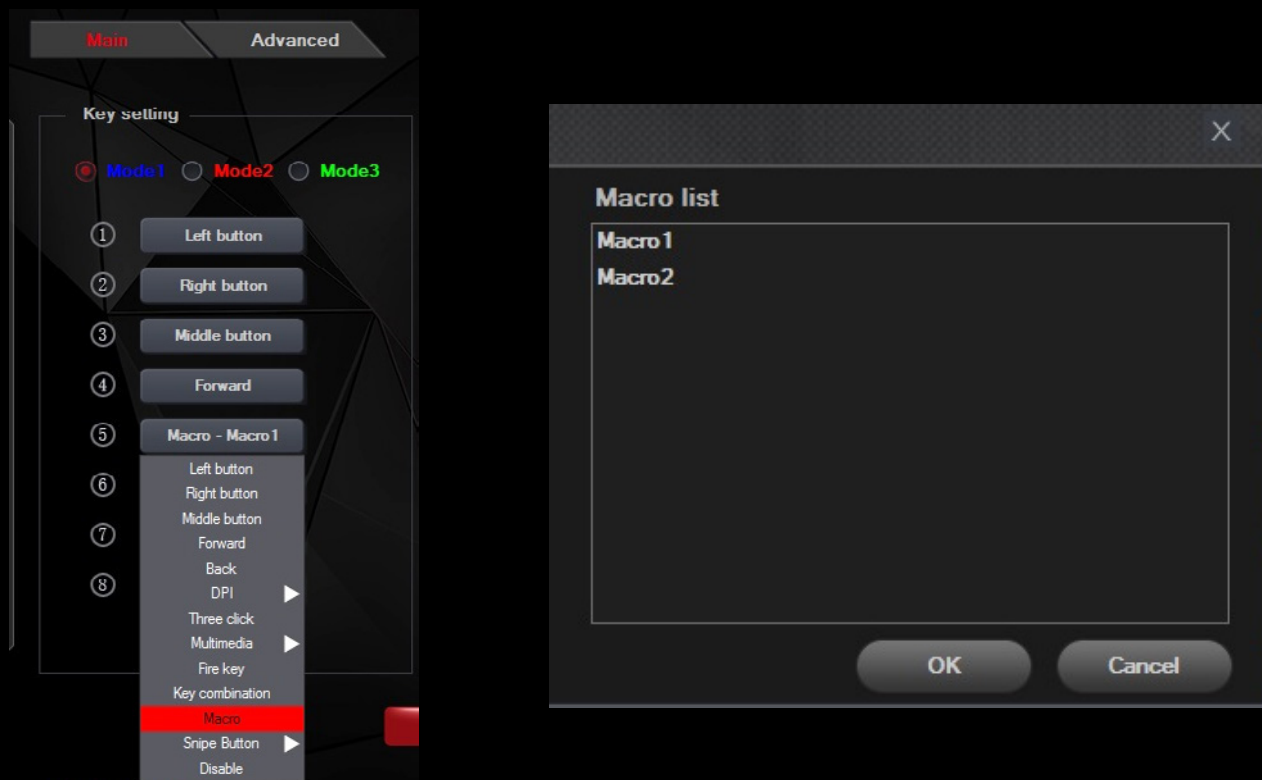 Main
Advanced
Key setting
Mode1 Mode2 Mode3
1 Left button
2 Right button
3 Middle button
4 Forward
5 Macro - Macro1
Left button
6 Right button
Middle button
7 Forward
Back
8 DPI
Three click
Multimedia
Fire key
Key combination
Macro
Snipe Button
Disable
X
Macro list
Macro1
Macro2
OK
Cancel